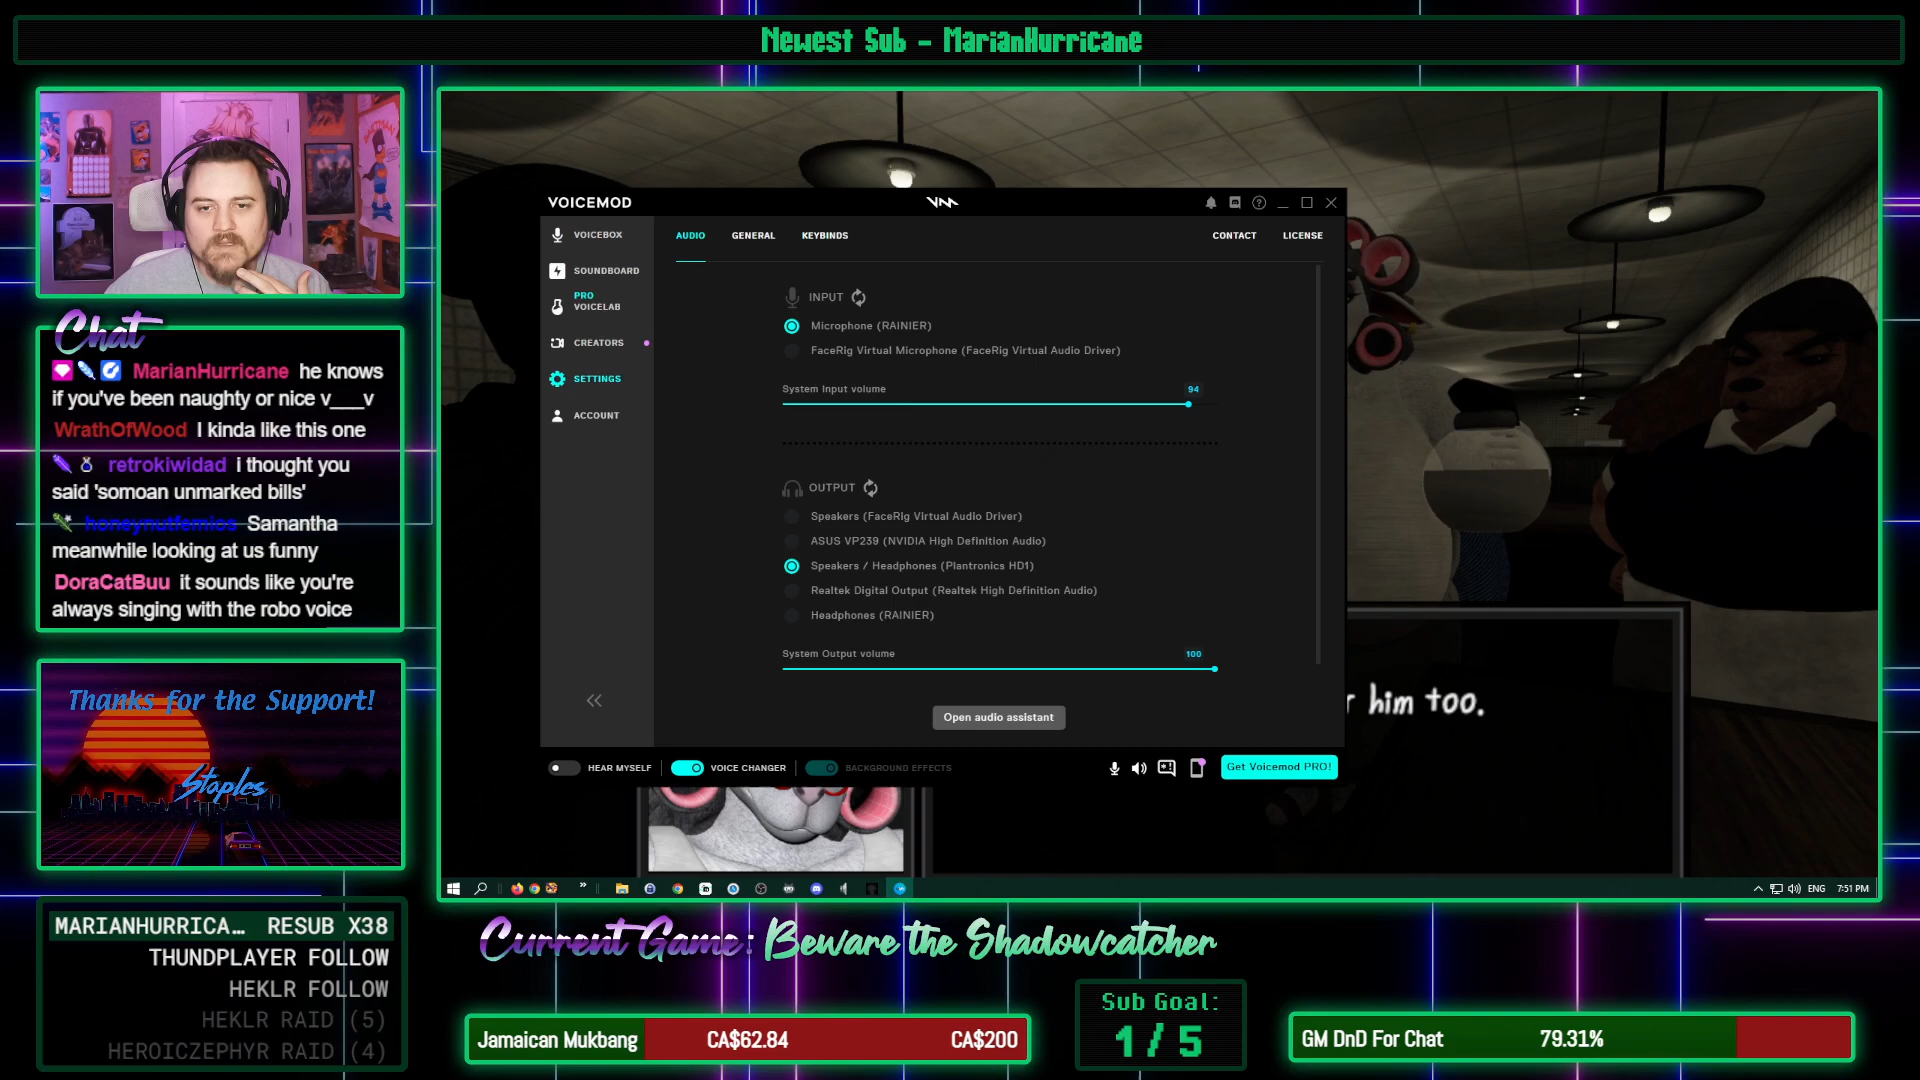 Newest Sub - MarianHurricane
Chat
MarianHurricane he knows
if you've been naughty or nice v___v
WrathOfWood I kinda like this one
retrokiwidad i thought you
said 'somoan unmarked bills'
honeynutfemios Samantha
meanwhile looking at us funny
DoraCatBuu it sounds like you're
always singing with the robo voice
Thanks for the Support!
Staples
MARIANHURRICA… RESUB X38
THUNDPLAYER FOLLOW
HEKLR FOLLOW
HEKLR RAID (5)
HEROICZEPHYR RAID (4)
VOICEMOD
VOICEBOX
SOUNDBOARD
PRO
VOICELAB
CREATORS
SETTINGS
ACCOUNT
AUDIO GENERAL KEYBINDS CONTACT LICENSE
INPUT
Microphone (RAINIER)
FaceRig Virtual Microphone (FaceRig Virtual Audio Driver)
System Input volume 94
OUTPUT
Speakers (FaceRig Virtual Audio Driver)
ASUS VP239 (NVIDIA High Definition Audio)
Speakers / Headphones (Plantronics HD1)
Realtek Digital Output (Realtek High Definition Audio)
Headphones (RAINIER)
System Output volume 100
Open audio assistant
HEAR MYSELF VOICE CHANGER BACKGROUND EFFECTS Get Voicemod PRO!
r him too.
ENG 7:51 PM
Current Game: Beware the Shadowcatcher
Jamaican Mukbang CA$62.84 CA$200
Sub Goal:
1 / 5
GM DnD For Chat 79.31%